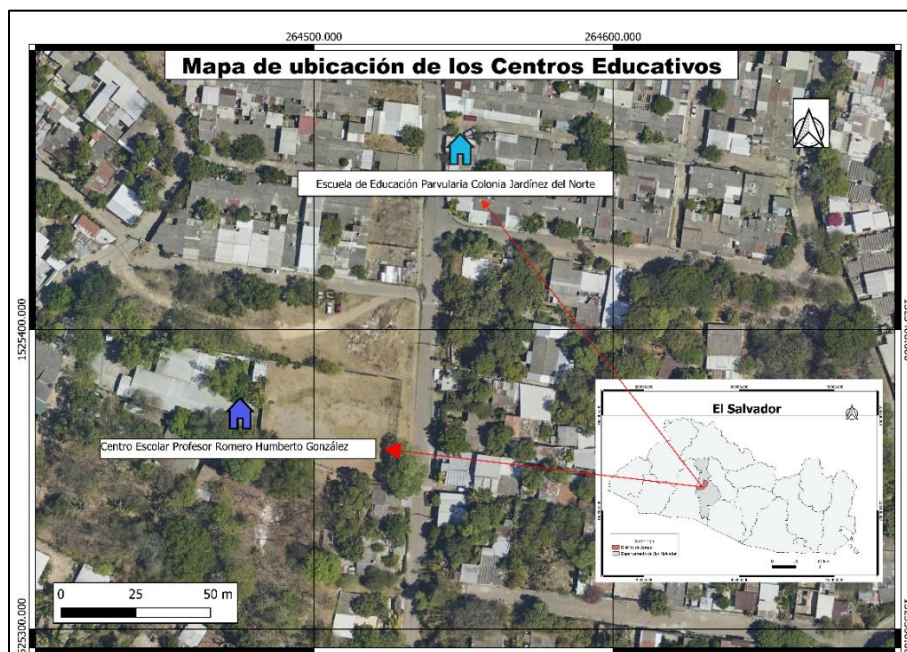 264500.000
264600.000
Mapa de ubicación de los Centros Educativos
Escuela de Educación Parvularia Colonia Jardínez del Norte
1525400.000
El Salvador
Centro Escolar Profesor Romero Humberto González
0 25 50 m
525300.000